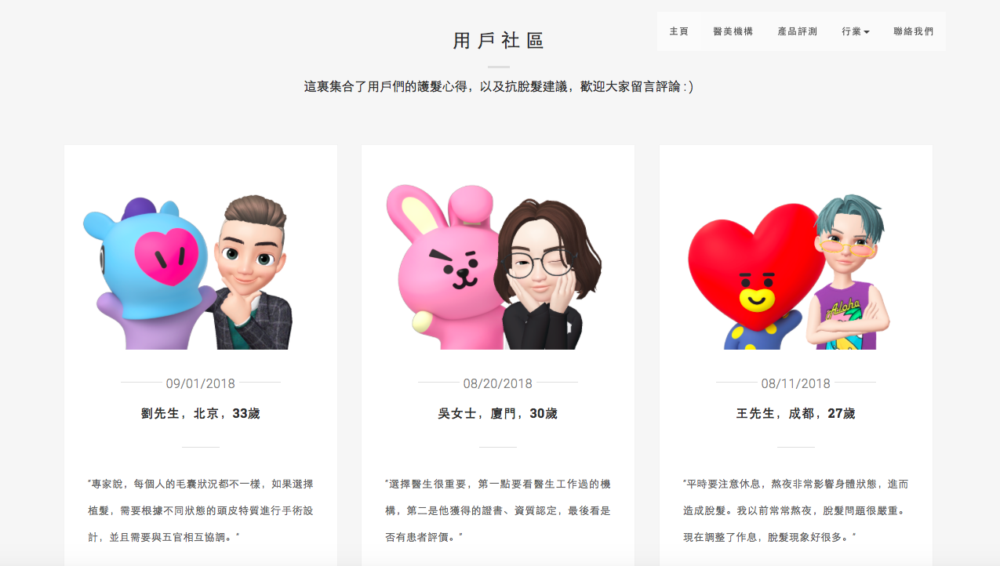 主頁 醫美機構 產品評測 行業 聯絡我們
用戶社區
這裏集合了用戶們的護髮心得，以及抗脫髮建議，歡迎大家留言評論 : )
Aloha
09/01/2018
劉先生，北京，33歲
"專家說，每個人的毛囊狀況都不一樣，如果選擇
植髮，需要根據不同狀態的頭皮特質進行手術設
計，並且需要與五官相互協調。"
08/20/2018
吳女士，廈門，30歲
"選擇醫生很重要，第一點要看醫生工作過的機
構，第二是他獲得的證書、資質認定，最後看是
否有患者評價。"
08/11/2018
王先生，成都，27歲
"平時要注意休息，熬夜非常影響身體狀態，進而
造成脫髮。我以前常常熬夜，脫髮問題很嚴重。
現在調整了作息，脫髮現象好很多。"